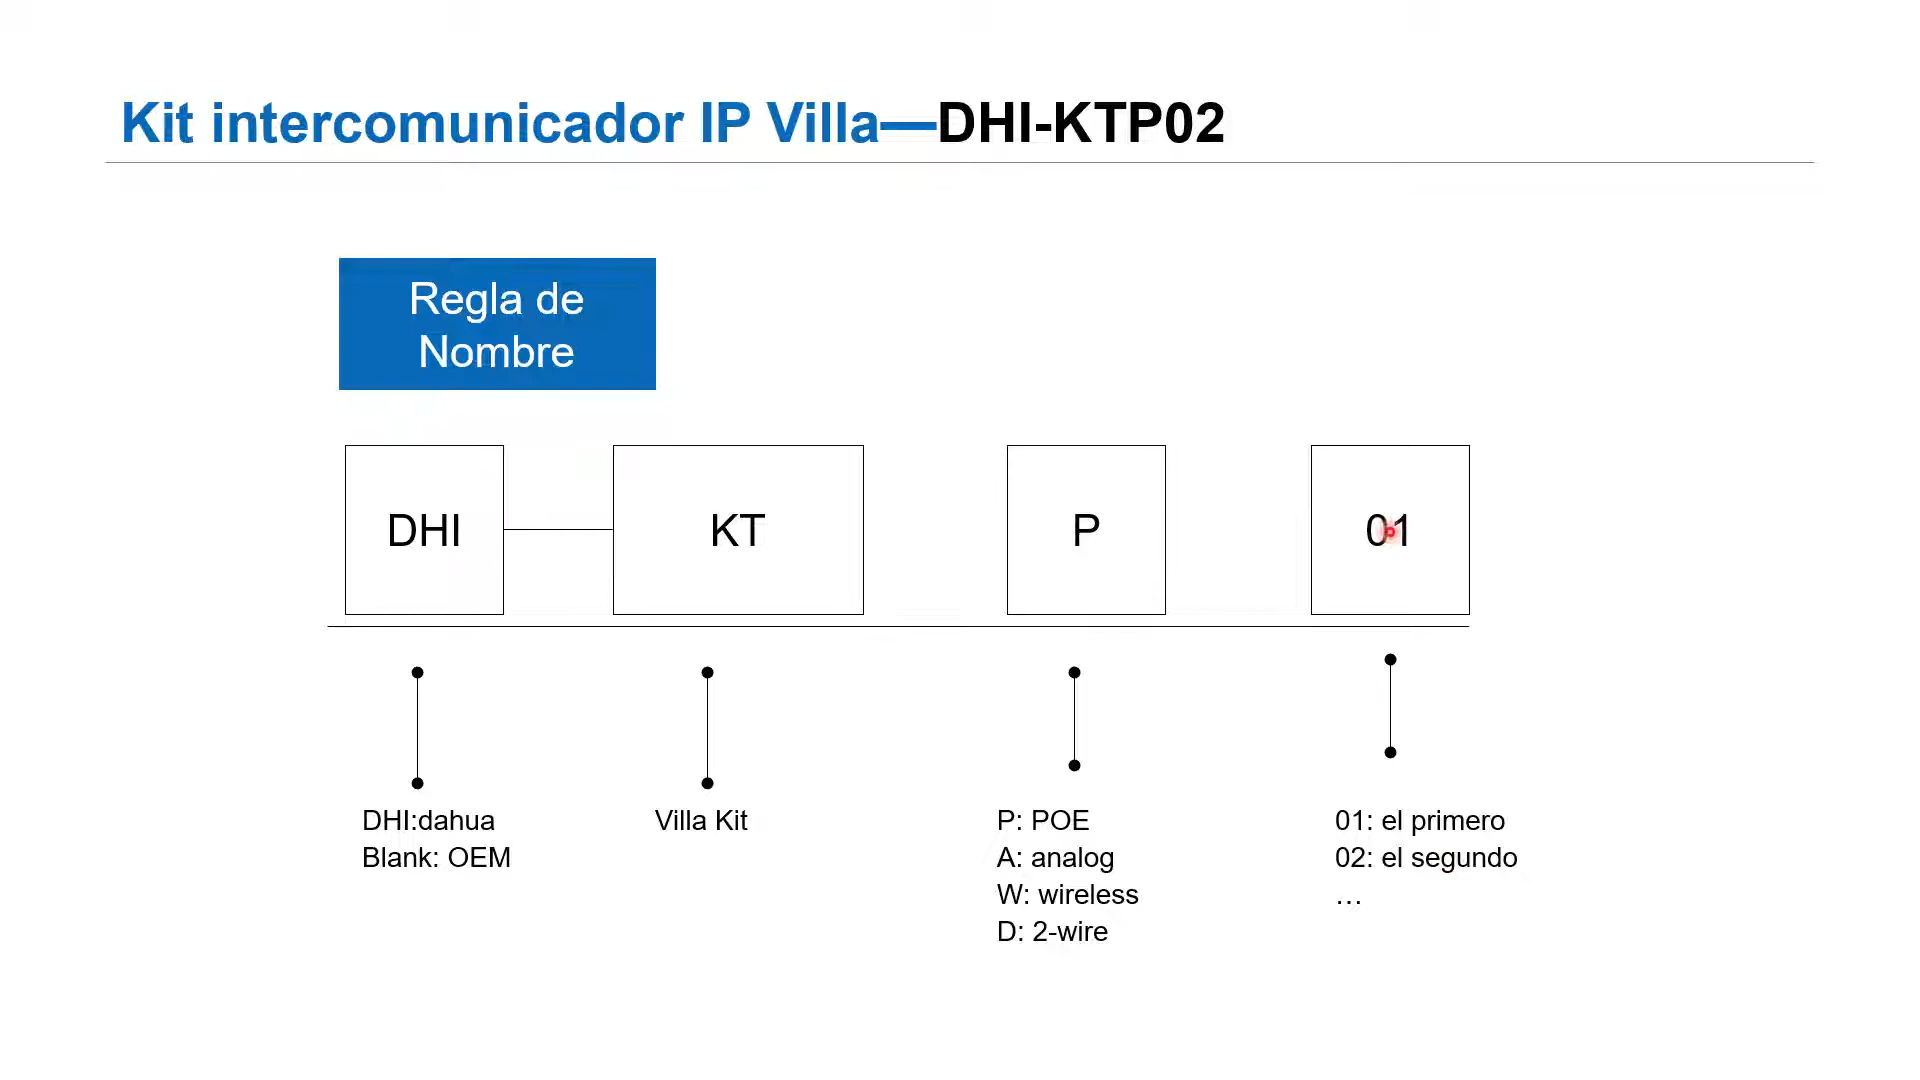 Kit intercomunicador IP Villa—DHI-KTP02
Regla de
Nombre
DHI
KT
P
01
DHI:dahua
Blank: OEM
Villa Kit
P: POE
A: analog
W: wireless
D: 2-wire
01: el primero
02: el segundo
…